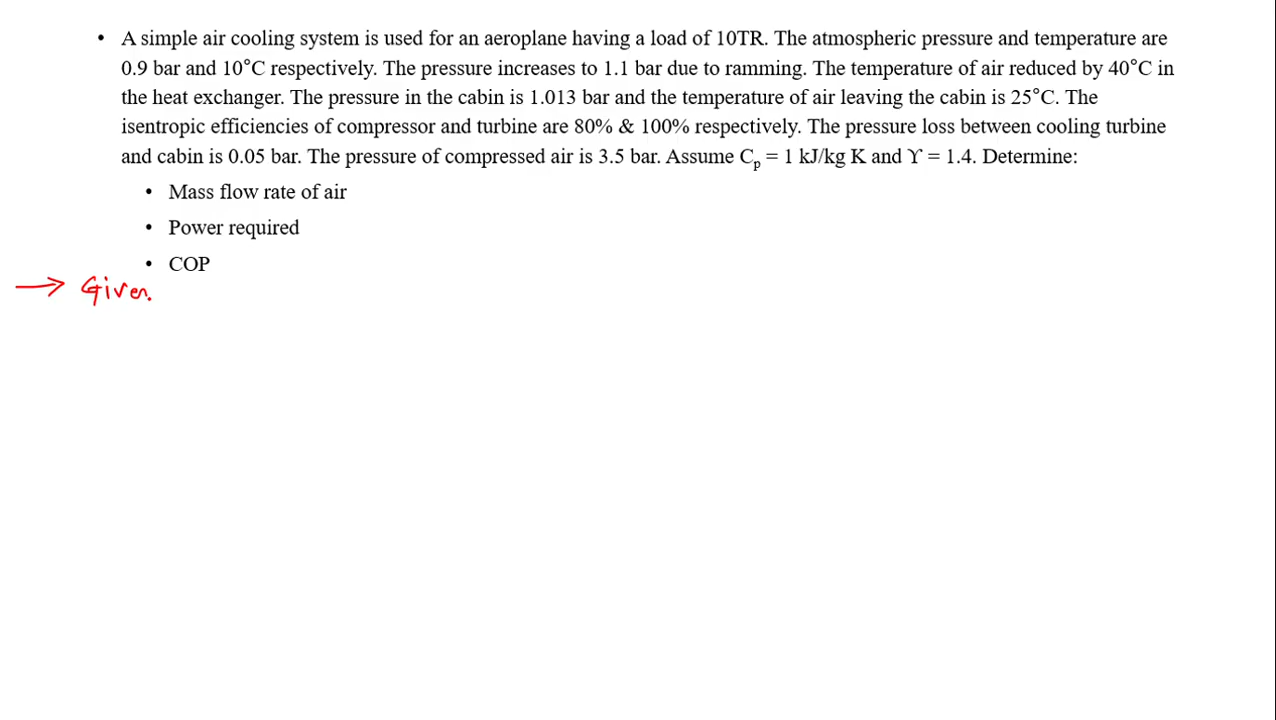 • A simple air cooling system is used for an aeroplane having a load of 10TR. The atmospheric pressure and temperature are
0.9 bar and 10°C respectively. The pressure increases to 1.1 bar due to ramming. The temperature of air reduced by 40°C in
the heat exchanger. The pressure in the cabin is 1.013 bar and the temperature of air leaving the cabin is 25°C. The
isentropic efficiencies of compressor and turbine are 80% & 100% respectively. The pressure loss between cooling turbine
and cabin is 0.05 bar. The pressure of compressed air is 3.5 bar. Assume Cₚ = 1 kJ/kg K and ϒ = 1.4. Determine:
• Mass flow rate of air
• Power required
• COP
→ Given